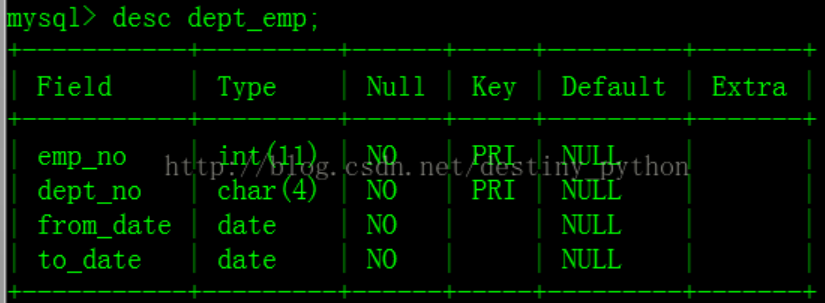 mysql> desc dept_emp;
+------------+---------+------+-----+---------+-------+
| Field | Type | Null | Key | Default | Extra |
+------------+---------+------+-----+---------+-------+
| emp_no | int(11) | NO | PRI | NULL | |
http://blog.csdn.net/destiny_python
| dept_no | char(4) | NO | PRI | NULL | |
| from_date | date | NO | | NULL | |
| to_date | date | NO | | NULL | |
+------------+---------+------+-----+---------+-------+